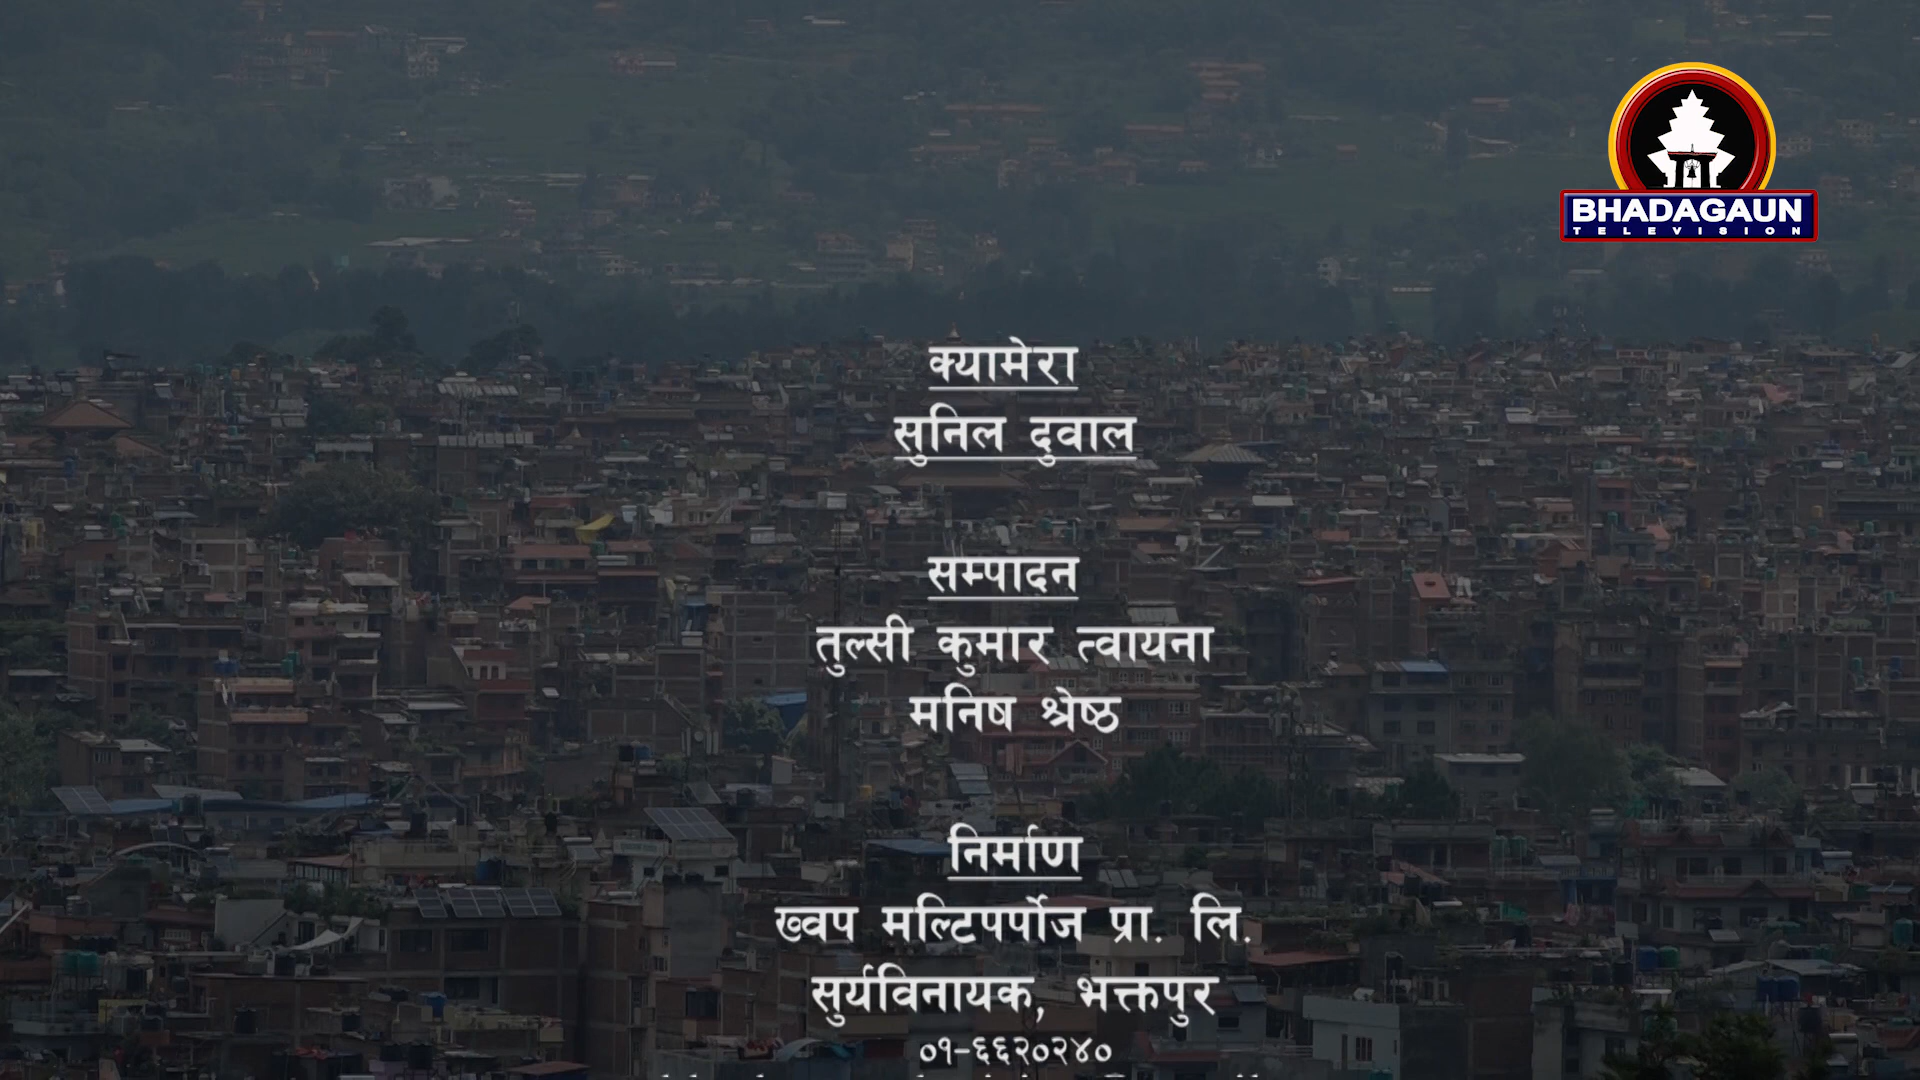 BHADAGAUN
TELEVISION
क्यामेरा
सुनिल दुवाल
सम्पादन
तुल्सी कुमार त्वायना
मनिष श्रेष्ठ
निर्माण
ख्वप मल्टिपर्पोज प्रा. लि.
सुर्यविनायक, भक्तपुर
०१-६६२०२४०